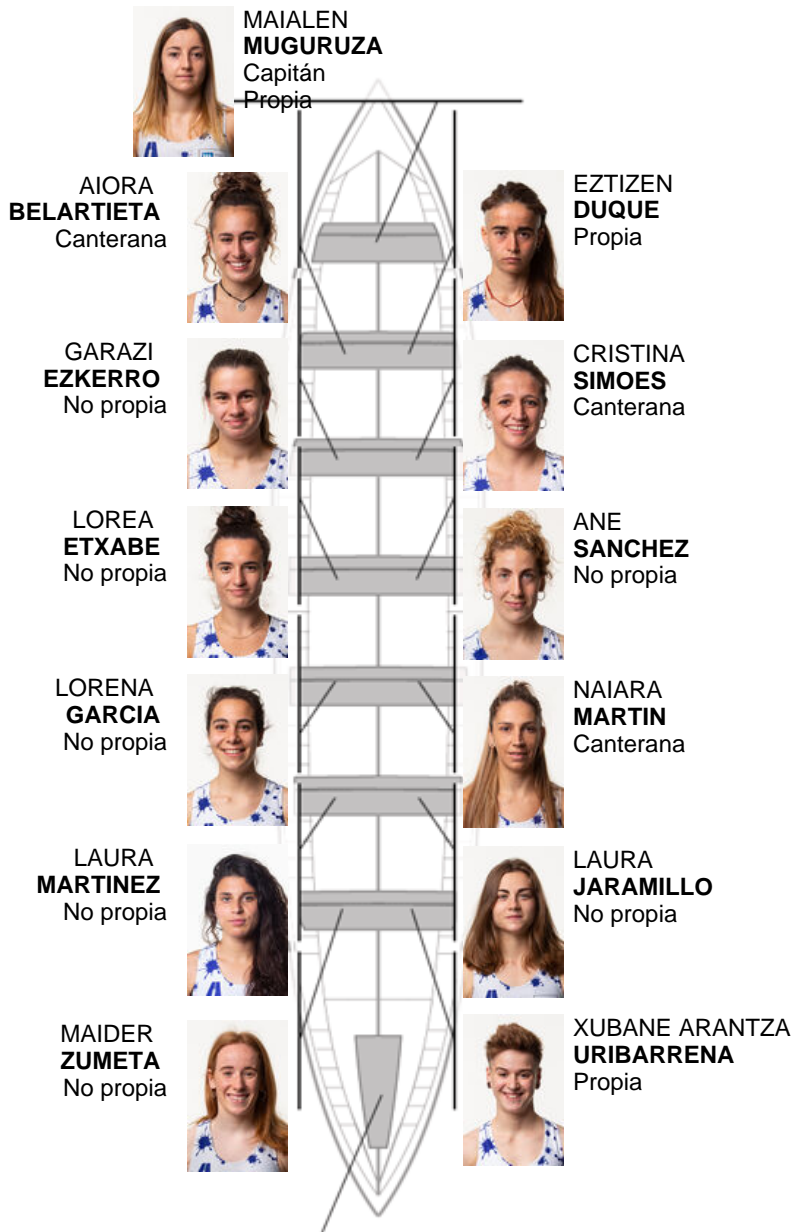 MAIALEN
MUGURUZA
Capitán
Propia
AIORA
BELARTIETA
Canterana
EZTIZEN
DUQUE
Propia
GARAZI
EZKERRO
No propia
CRISTINA
SIMOES
Canterana
LOREA
ETXABE
No propia
ANE
SANCHEZ
No propia
LORENA
GARCIA
No propia
NAIARA
MARTIN
Canterana
LAURA
MARTINEZ
No propia
LAURA
JARAMILLO
No propia
MAIDER
ZUMETA
No propia
XUBANE ARANTZA
URIBARRENA
Propia